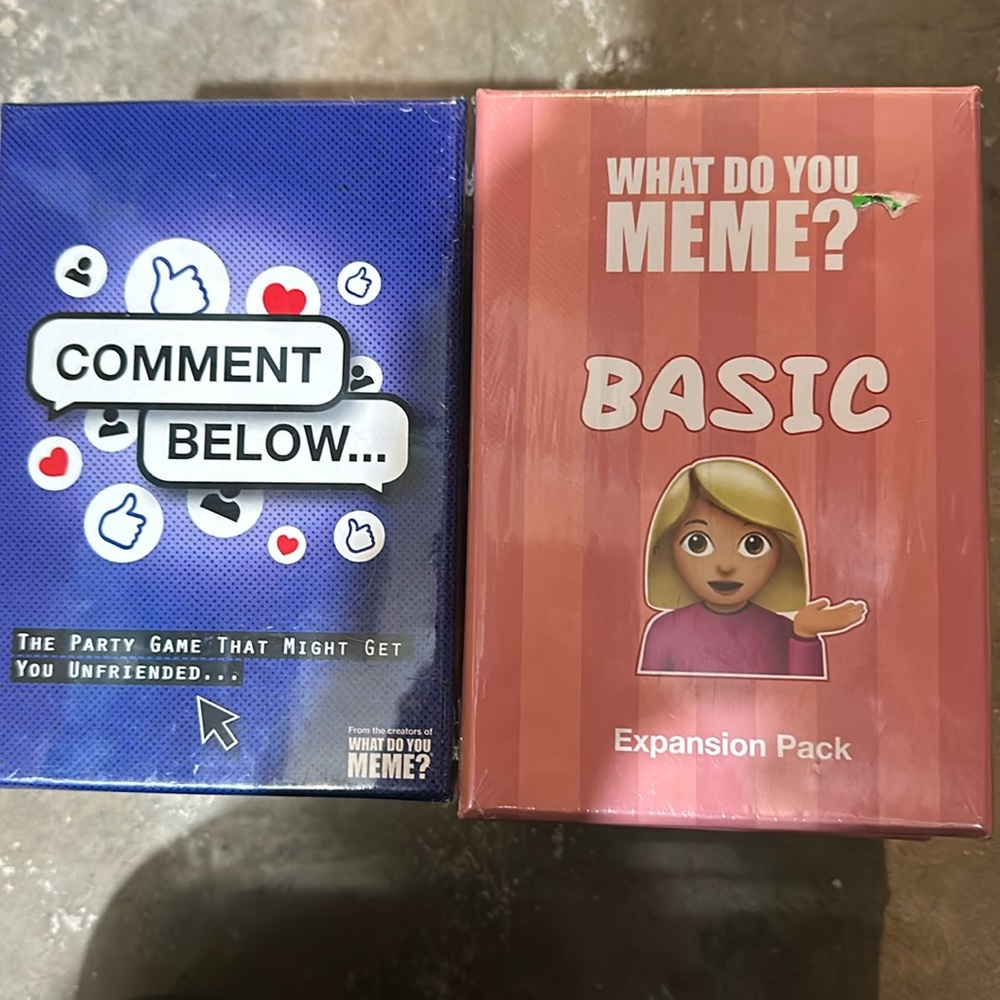 COMMENT
BELOW...
THE PARTY GAME THAT MIGHT GET
YOU UNFRIENDED...
From the creators of
WHAT DO YOU
MEME?
WHAT DO YOU
MEME?
BASIC
Expansion Pack